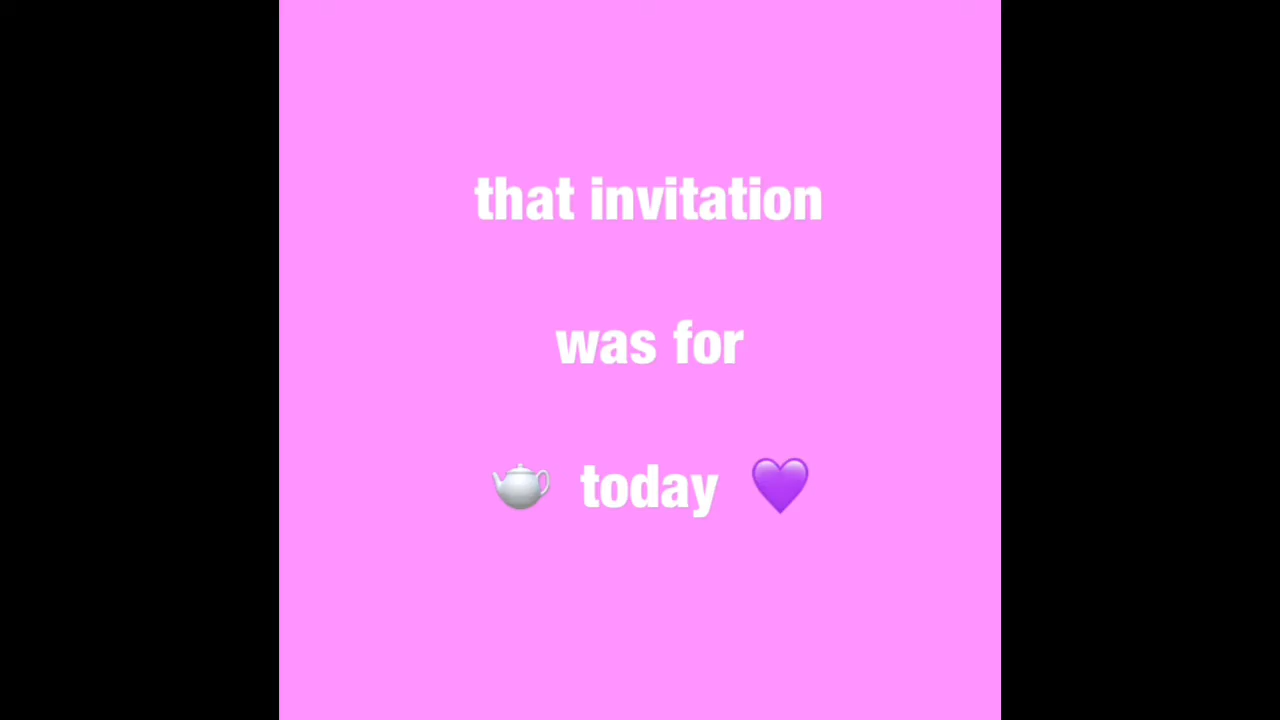 that invitation
was for
🫖 today 💜